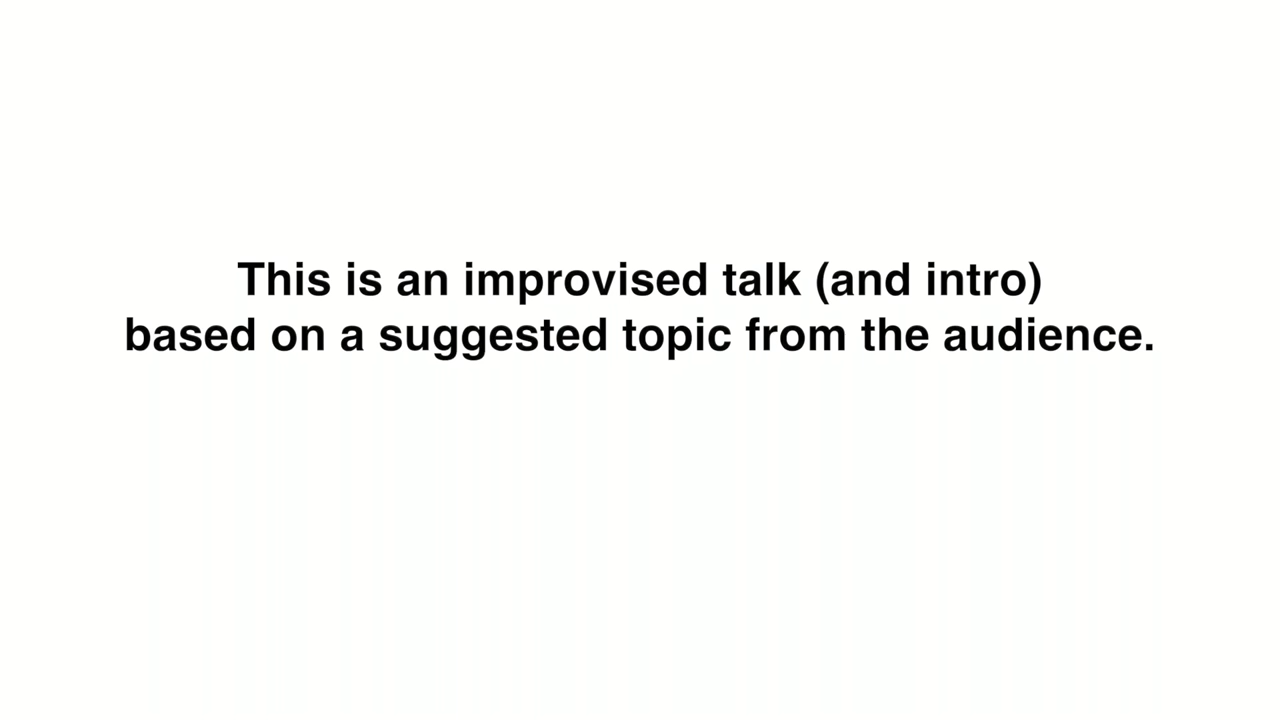 This is an improvised talk (and intro)
based on a suggested topic from the audience.